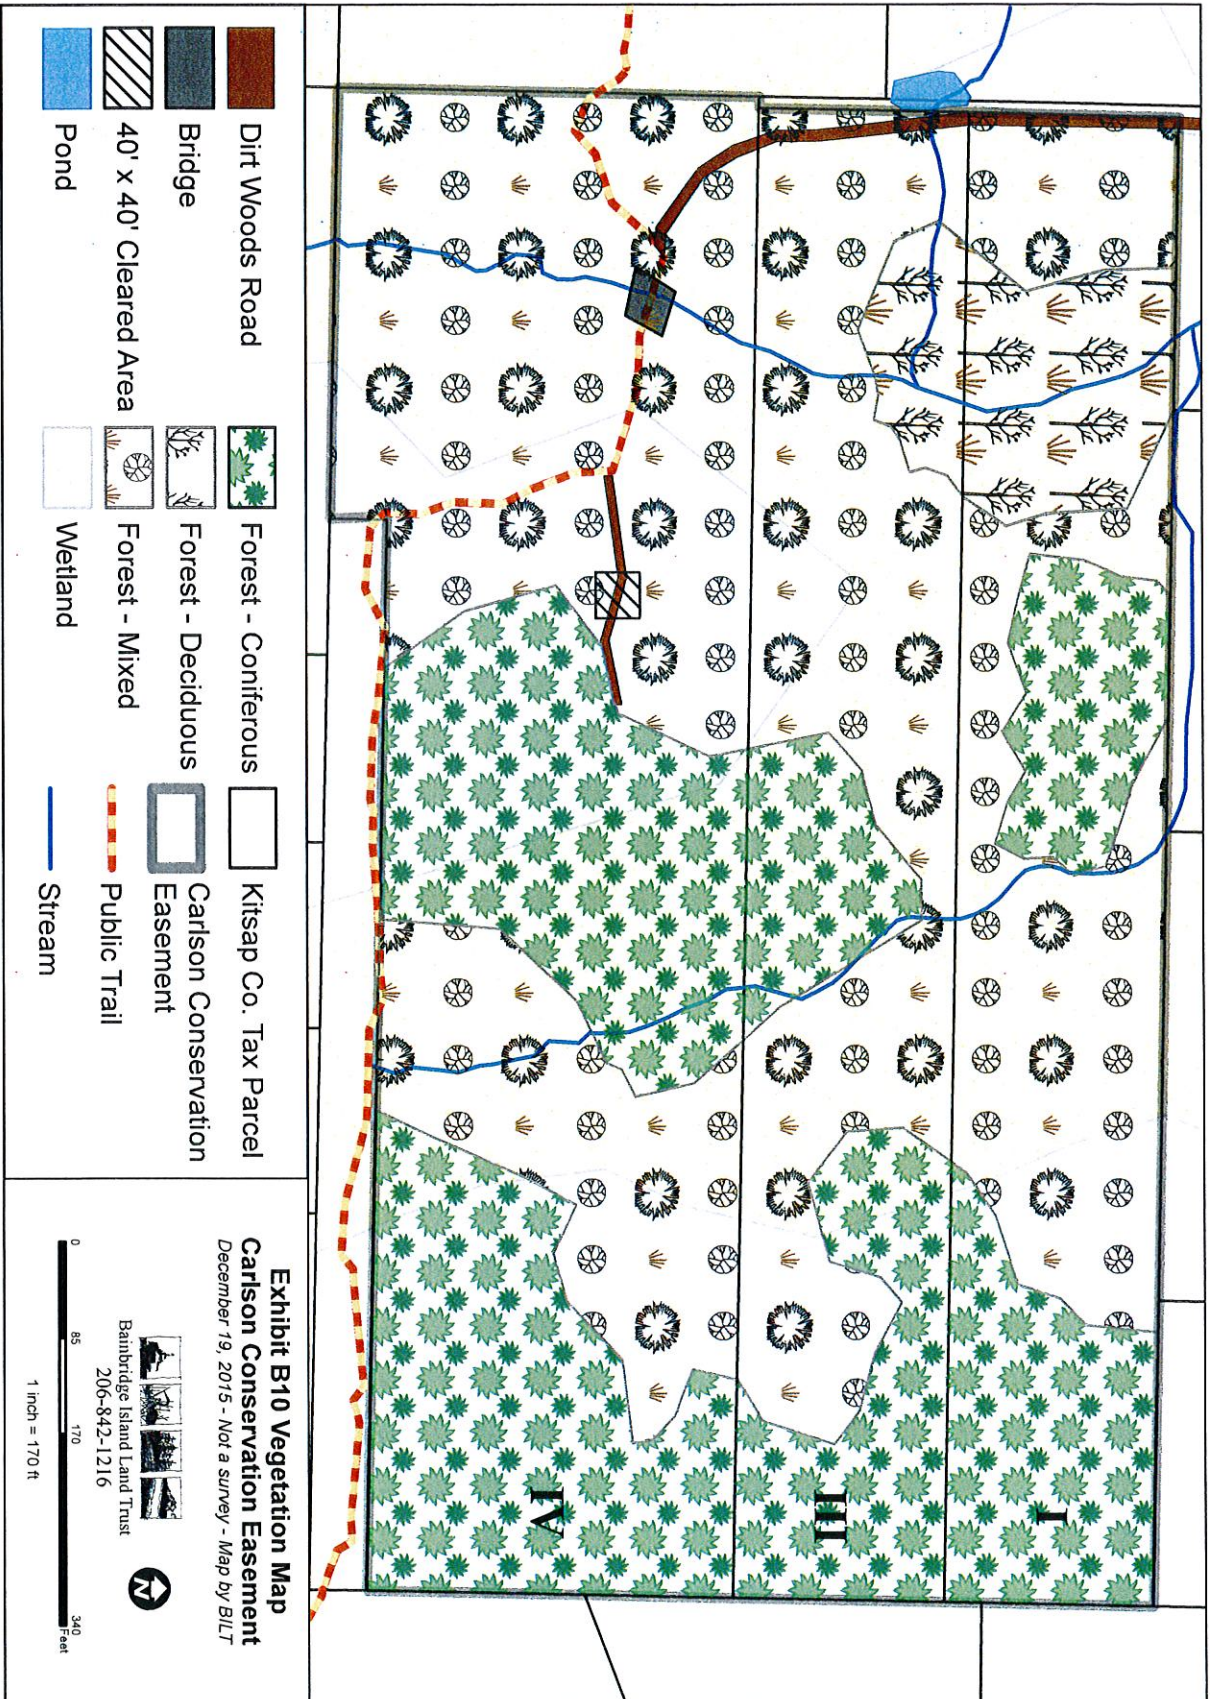 I
III
IV
Dirt Woods Road
Bridge
40' x 40' Cleared Area
Pond
Forest - Coniferous
Forest - Deciduous
Forest - Mixed
Wetland
Kitsap Co. Tax Parcel
Carlson Conservation
Easement
Public Trail
Stream
Exhibit B10 Vegetation Map
Carlson Conservation Easement
December 19, 2015 - Not a survey - Map by BILT
Bainbridge Island Land Trust
206-842-1216
N
0 85 170 340
Feet
1 inch = 170 ft